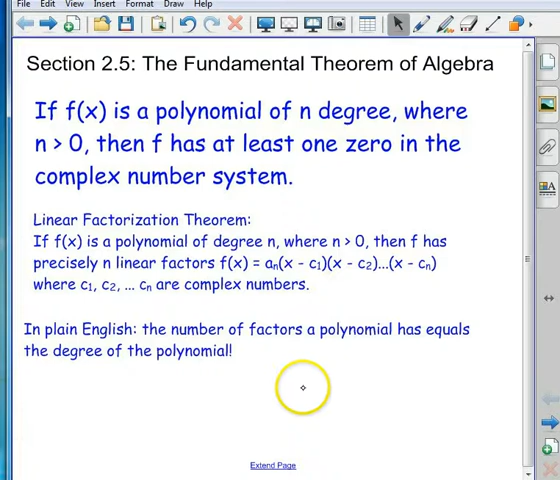 File Edit View Insert Format Draw Help
Section 2.5: The Fundamental Theorem of Algebra
If f(x) is a polynomial of n degree, where
n > 0, then f has at least one zero in the
complex number system.
Linear Factorization Theorem:
If f(x) is a polynomial of degree n, where n > 0, then f has
precisely n linear factors f(x) = aₙ(x - c₁)(x - c₂)...(x - cₙ)
where c₁, c₂, ... cₙ are complex numbers.
In plain English: the number of factors a polynomial has equals
the degree of the polynomial!
Extend Page